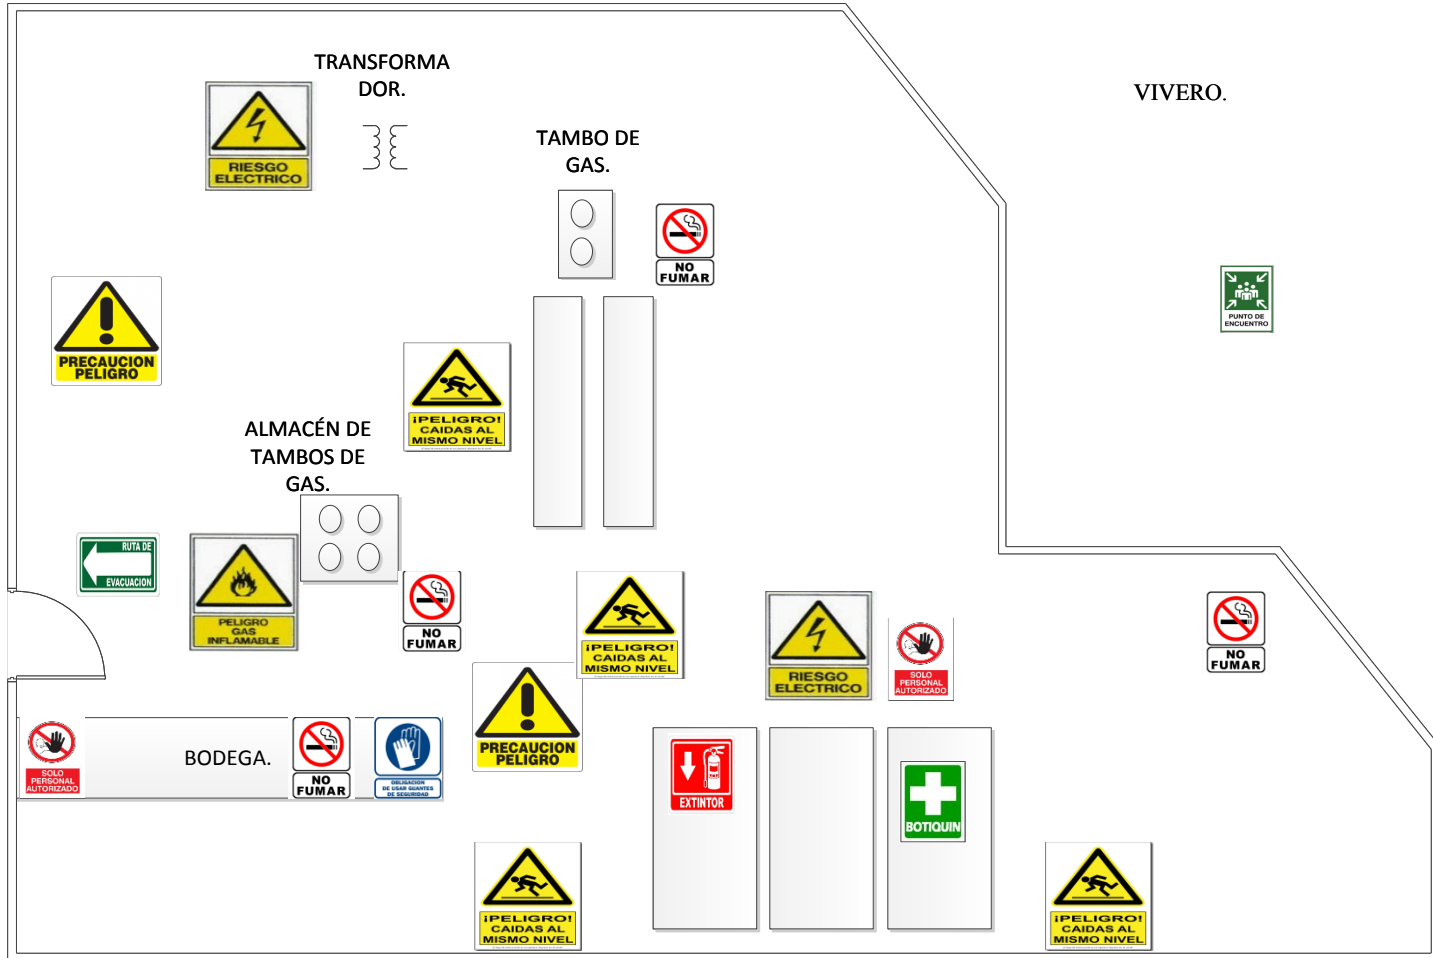 TRANSFORMA
DOR.
VIVERO.
RIESGO
ELECTRICO
TAMBO DE
GAS.
NO
FUMAR
PUNTO DE
ENCUENTRO
PRECAUCION
PELIGRO
¡PELIGRO!
CAIDAS AL
MISMO NIVEL
ALMACÉN DE
TAMBOS DE
GAS.
RUTA DE
EVACUACION
PELIGRO
GAS
INFLAMABLE
NO
FUMAR
¡PELIGRO!
CAIDAS AL
MISMO NIVEL
RIESGO
ELECTRICO
SOLO
PERSONAL
AUTORIZADO
NO
FUMAR
PRECAUCION
PELIGRO
SOLO
PERSONAL
AUTORIZADO
BODEGA.
NO
FUMAR
OBLIGACION
DE USAR GUANTES
DE SEGURIDAD
EXTINTOR
BOTIQUIN
¡PELIGRO!
CAIDAS AL
MISMO NIVEL
¡PELIGRO!
CAIDAS AL
MISMO NIVEL